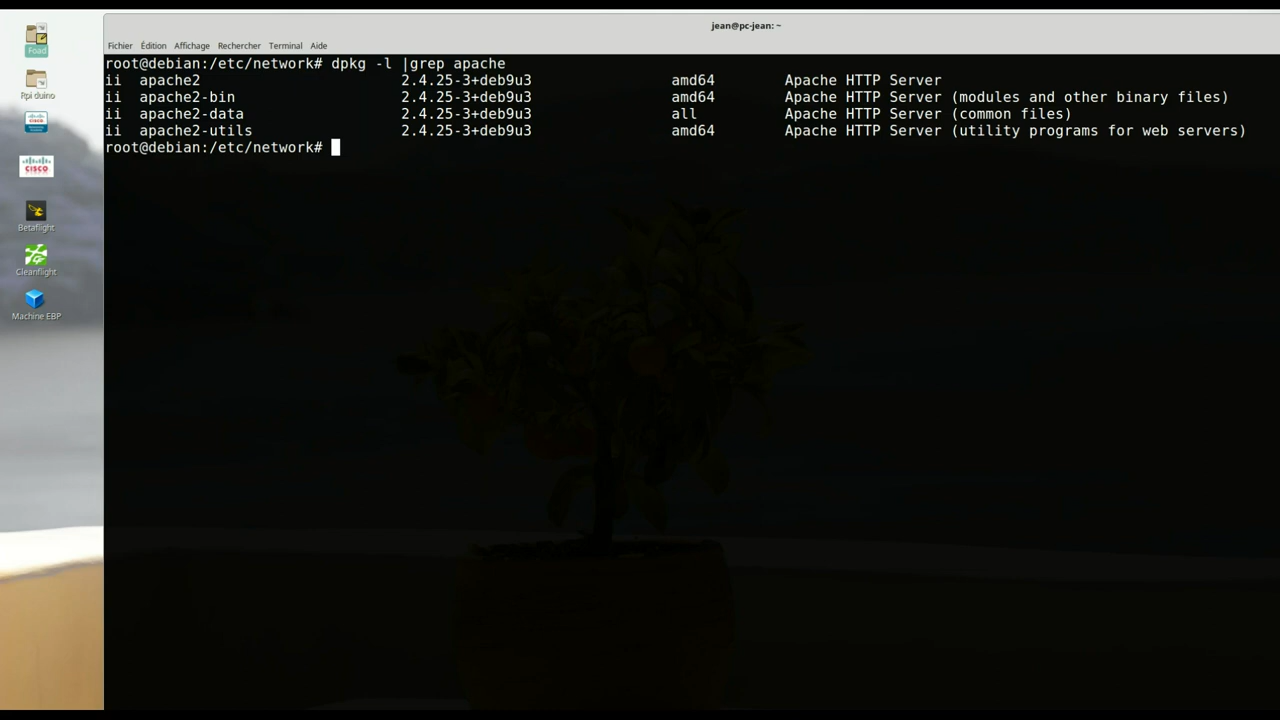 jean@pc-jean: ~
Fichier Édition Affichage Rechercher Terminal Aide
root@debian:/etc/network# dpkg -l |grep apache
ii  apache2                       2.4.25-3+deb9u3                amd64        Apache HTTP Server
ii  apache2-bin                   2.4.25-3+deb9u3                amd64        Apache HTTP Server (modules and other binary files)
ii  apache2-data                  2.4.25-3+deb9u3                all          Apache HTTP Server (common files)
ii  apache2-utils                 2.4.25-3+deb9u3                amd64        Apache HTTP Server (utility programs for web servers)
root@debian:/etc/network#
Foad
Rpi duino
CISCO
Betaflight
Cleanflight
Machine EBP